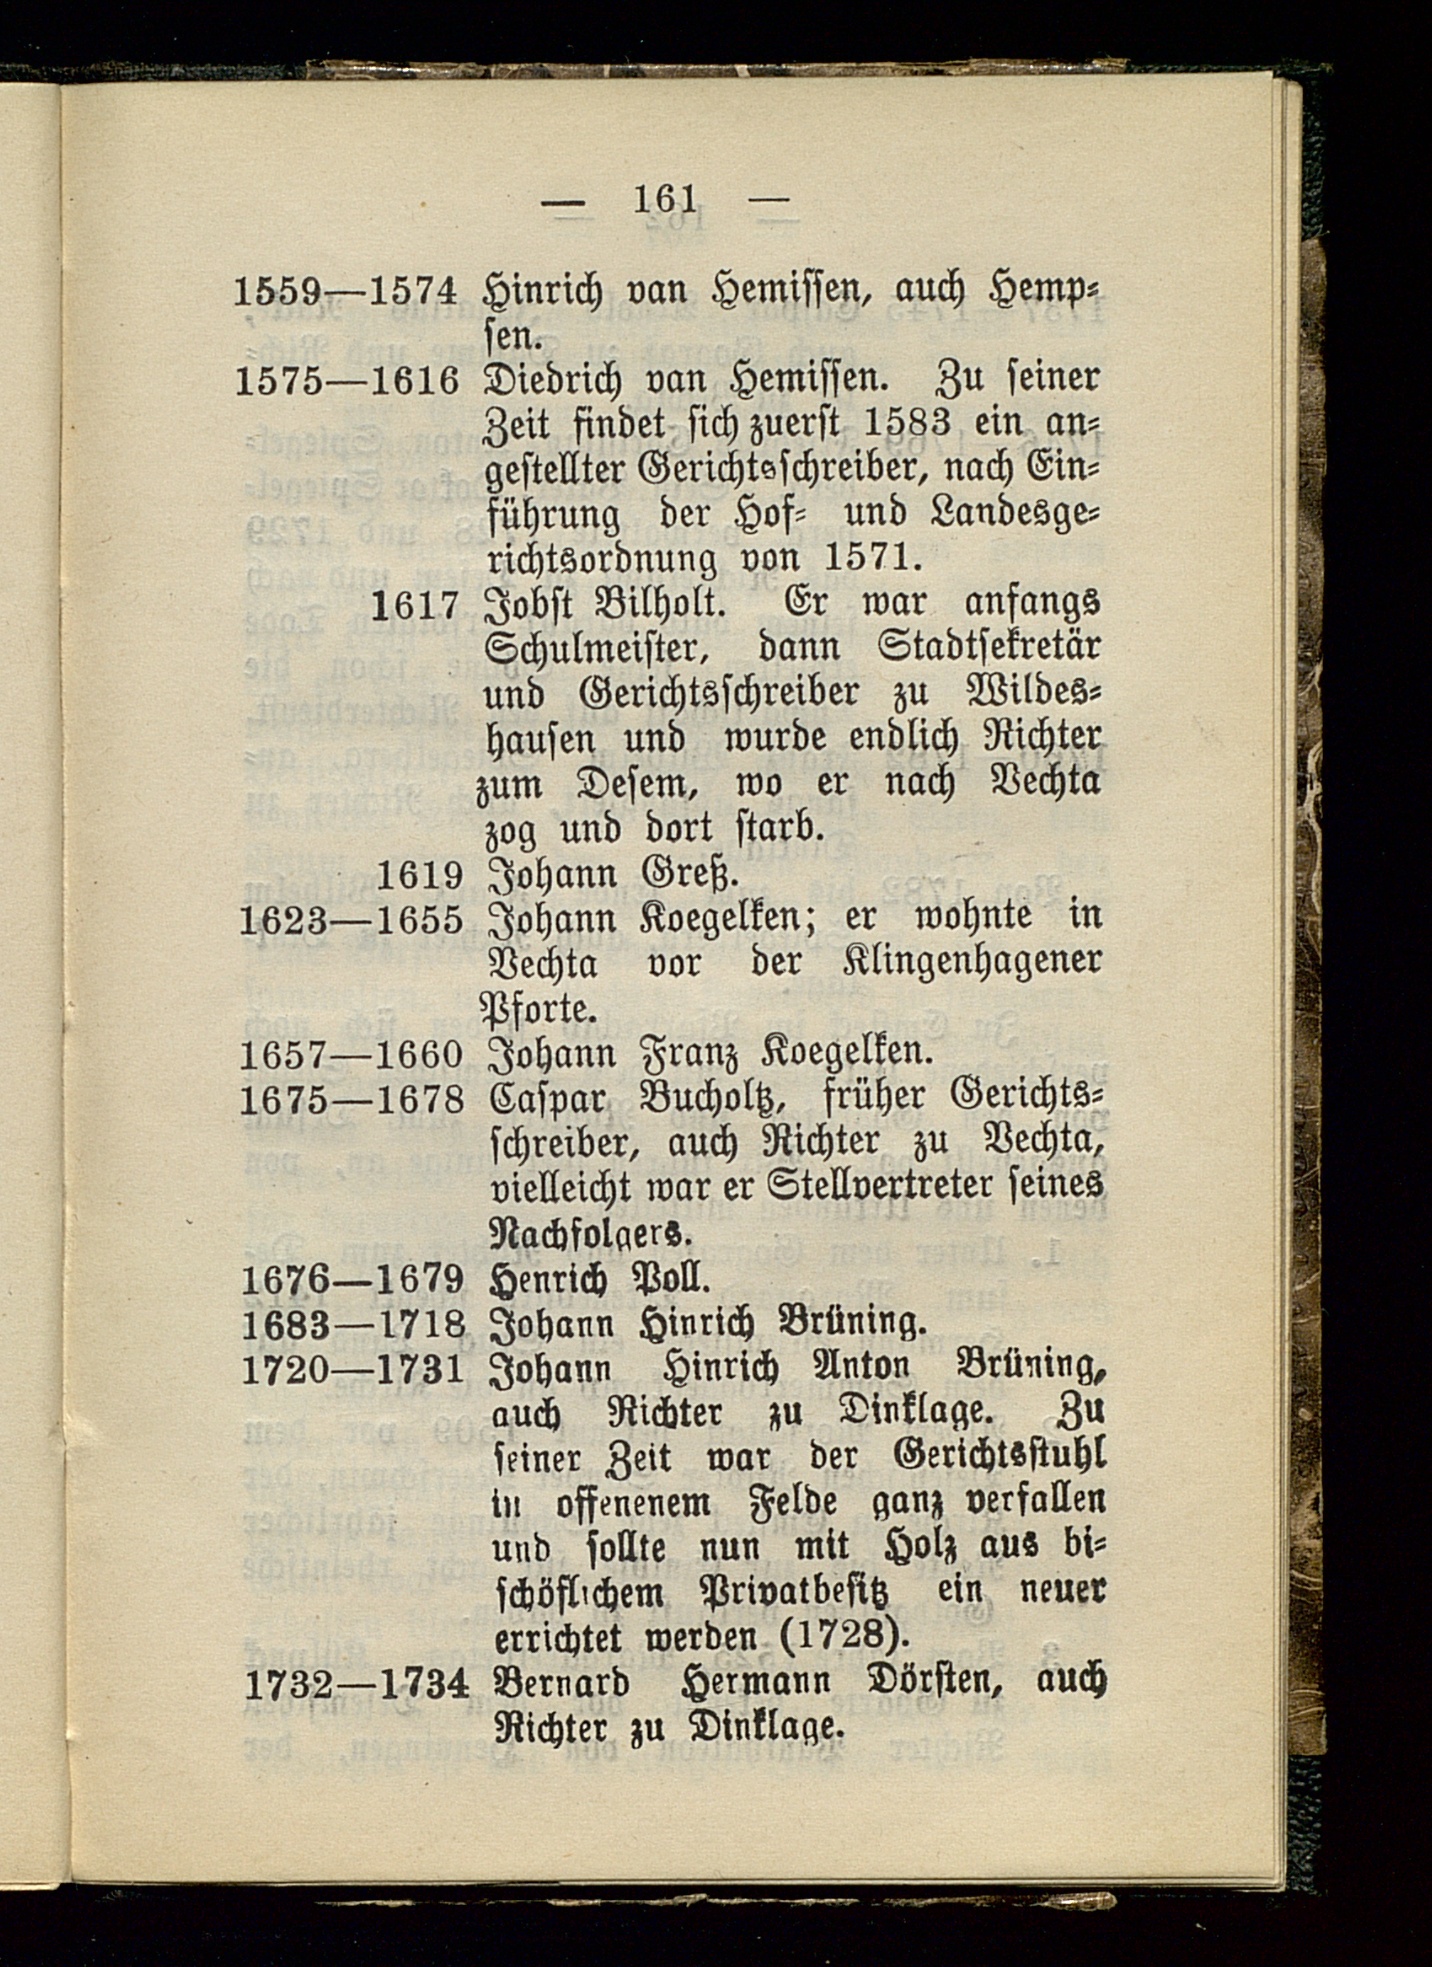 — 161 —
1559—1574 Hinrich van Hemissen, auch Hemp-
sen.
1575—1616 Diedrich van Hemissen. Zu seiner
Zeit findet sich zuerst 1583 ein an-
gestellter Gerichtsschreiber, nach Ein-
führung der Hof- und Landesge-
richtsordnung von 1571.
1617 Jobst Bilholt. Er war anfangs
Schulmeister, dann Stadtsekretär
und Gerichtsschreiber zu Wildes-
hausen und wurde endlich Richter
zum Desem, wo er nach Vechta
zog und dort starb.
1619 Johann Greß.
1623—1655 Johann Koegelken; er wohnte in
Vechta vor der Klingenhagener
Pforte.
1657—1660 Johann Franz Koegelken.
1675—1678 Caspar Bucholtz, früher Gerichts-
schreiber, auch Richter zu Vechta,
vielleicht war er Stellvertreter seines
Nachfolgers.
1676—1679 Henrich Poll.
1683—1718 Johann Hinrich Brüning.
1720—1731 Johann Hinrich Anton Brüning,
auch Richter zu Dinklage. Zu
seiner Zeit war der Gerichtsstuhl
in offenenem Felde ganz verfallen
und sollte nun mit Holz aus bi-
schöflichem Privatbesitz ein neuer
errichtet werden (1728).
1732—1734 Bernard Hermann Dörsten, auch
Richter zu Dinklage.